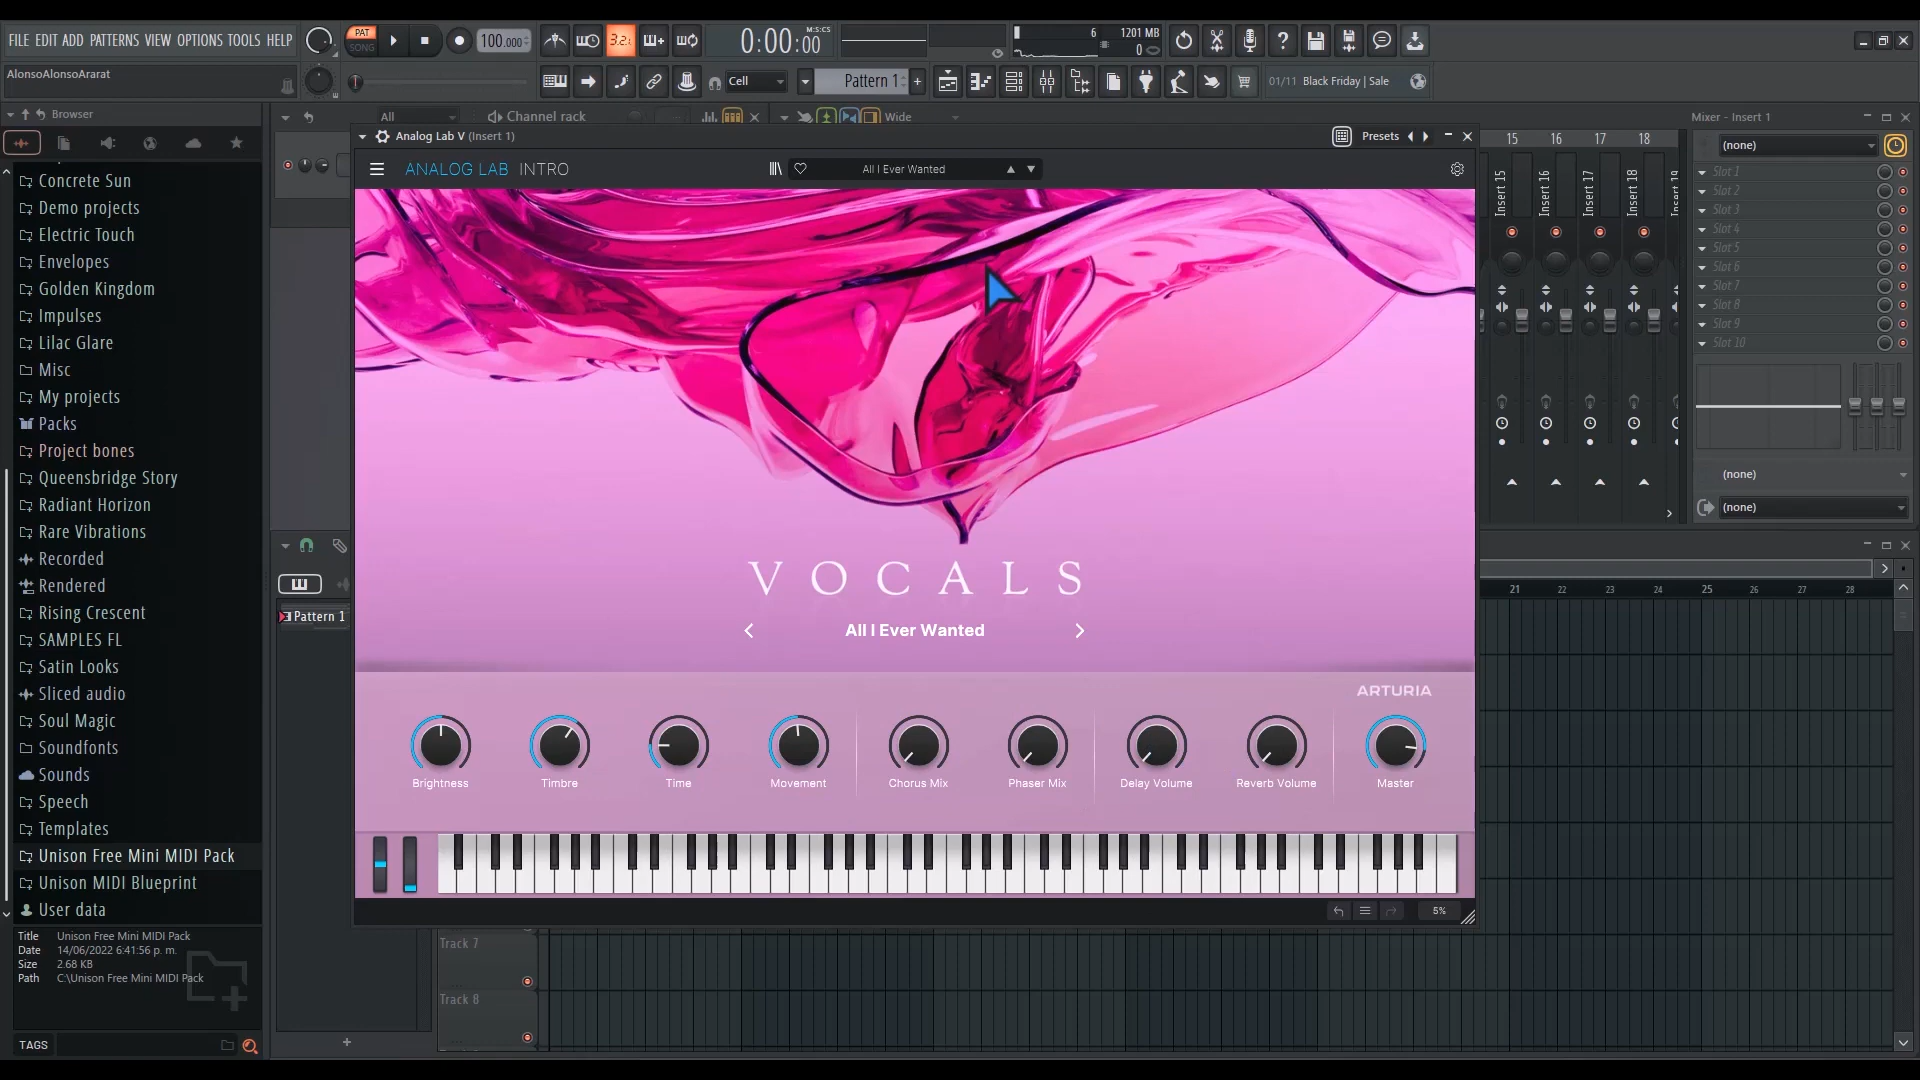 FILE EDIT ADD PATTERNS VIEW OPTIONS TOOLS HELP
PAT
SONG
100.000
3.2.
0:00:00
M:S:CS
6
1201 MB
0
AlonsoAlonsoArarat
Cell
Pattern 1
+
01/11 Black Friday | Sale
Browser
All
Channel rack
Wide
Mixer - Insert 1
Analog Lab V (Insert 1)
Presets
ANALOG LAB INTRO
All I Ever Wanted
VOCALS
All I Ever Wanted
ARTURIA
Brightness
Timbre
Time
Movement
Chorus Mix
Phaser Mix
Delay Volume
Reverb Volume
Master
5%
Concrete Sun
Demo projects
Electric Touch
Envelopes
Golden Kingdom
Impulses
Lilac Glare
Misc
My projects
Packs
Project bones
Queensbridge Story
Radiant Horizon
Rare Vibrations
Recorded
Rendered
Rising Crescent
SAMPLES FL
Satin Looks
Sliced audio
Soul Magic
Soundfonts
Sounds
Speech
Templates
Unison Free Mini MIDI Pack
Unison MIDI Blueprint
User data
Title Unison Free Mini MIDI Pack
Date 14/06/2022 6:41:56 p. m.
Size 2.68 KB
Path C:\Unison Free Mini MIDI Pack
TAGS
Pattern 1
Track 7
Track 8
15 16 17 18
Insert 15
Insert 16
Insert 17
Insert 18
(none)
Slot 1
Slot 2
Slot 3
Slot 4
Slot 5
Slot 6
Slot 7
Slot 8
Slot 9
Slot 10
(none)
(none)
21 22 23 24 25 26 27 28